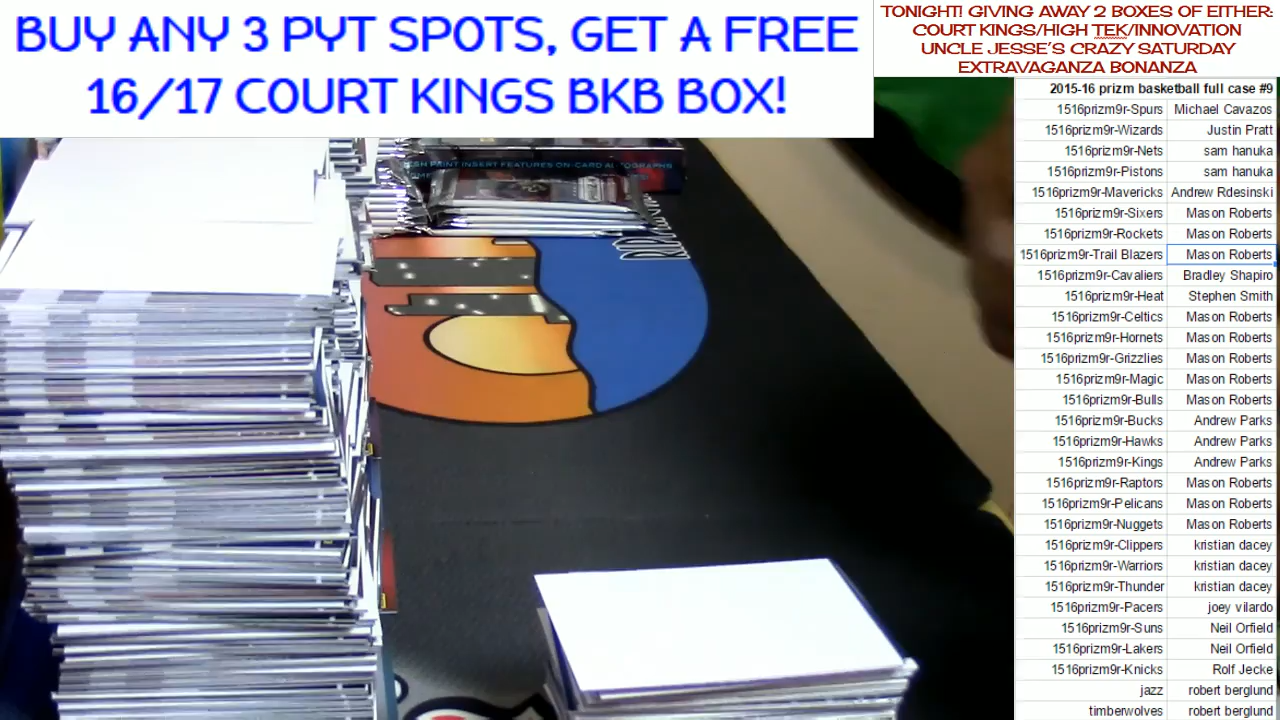 BUY ANY 3 PYT SPOTS, GET A FREE
16/17 COURT KINGS BKB BOX!
TONIGHT! GIVING AWAY 2 BOXES OF EITHER:
COURT KINGS/HIGH TEK/INNOVATION
UNCLE JESSE'S CRAZY SATURDAY
EXTRAVAGANZA BONANZA
2015-16 prizm basketball full case #9
1516prizm9r-Spurs Michael Cavazos
1516prizm9r-Wizards Justin Pratt
1516prizm9r-Nets sam hanuka
1516prizm9r-Pistons sam hanuka
1516prizm9r-Mavericks Andrew Rdesinski
1516prizm9r-Sixers Mason Roberts
1516prizm9r-Rockets Mason Roberts
1516prizm9r-Trail Blazers Mason Roberts
1516prizm9r-Cavaliers Bradley Shapiro
1516prizm9r-Heat Stephen Smith
1516prizm9r-Celtics Mason Roberts
1516prizm9r-Hornets Mason Roberts
1516prizm9r-Grizzlies Mason Roberts
1516prizm9r-Magic Mason Roberts
1516prizm9r-Bulls Mason Roberts
1516prizm9r-Bucks Andrew Parks
1516prizm9r-Hawks Andrew Parks
1516prizm9r-Kings Andrew Parks
1516prizm9r-Raptors Mason Roberts
1516prizm9r-Pelicans Mason Roberts
1516prizm9r-Nuggets Mason Roberts
1516prizm9r-Clippers kristian dacey
1516prizm9r-Warriors kristian dacey
1516prizm9r-Thunder kristian dacey
1516prizm9r-Pacers joey vilardo
1516prizm9r-Suns Neil Orfield
1516prizm9r-Lakers Neil Orfield
1516prizm9r-Knicks Rolf Jecke
jazz robert berglund
timberwolves robert berglund
PRINT INSERT FEATURES ON-CARD AUTOGRAPHS